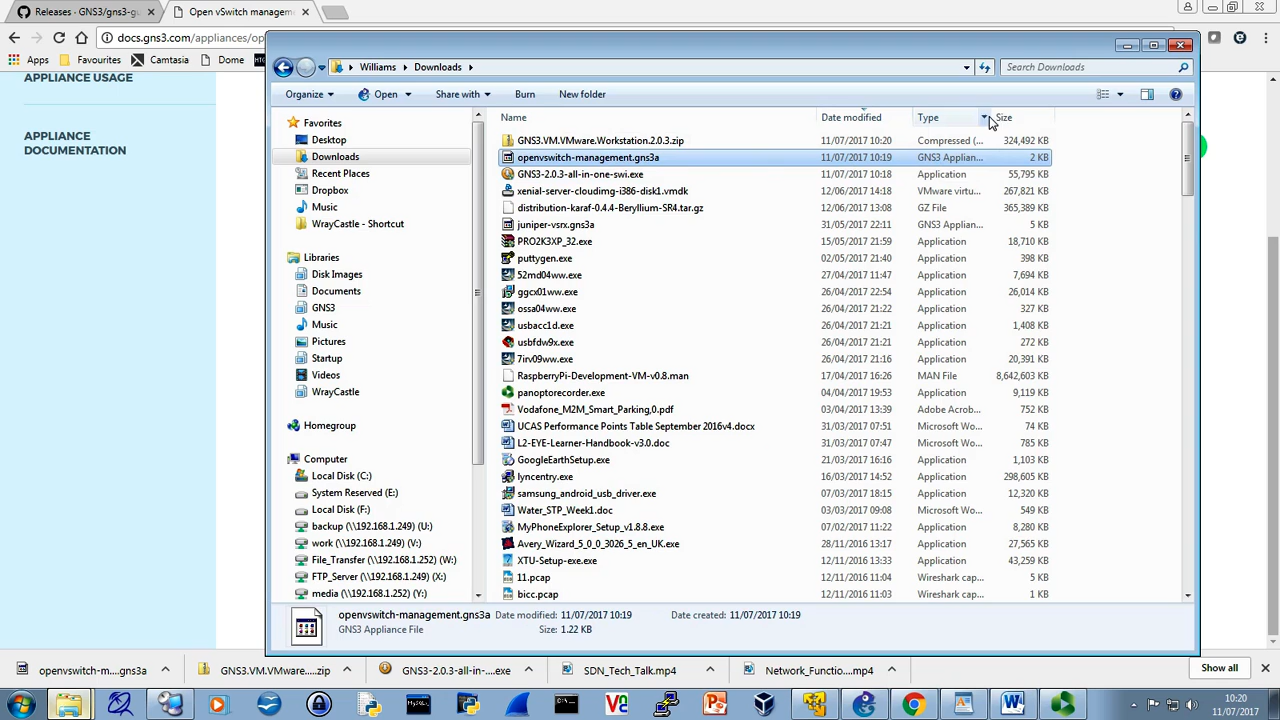 Releases - GNS3/gns3-gu
Open vSwitch managem
docs.gns3.com/appliances/op
Apps
Favourites
Camtasia
Dome
APPLIANCE USAGE
APPLIANCE
DOCUMENTATION
Williams
Downloads
Search Downloads
Organize
Open
Share with
Burn
New folder
Favorites
Desktop
Downloads
Recent Places
Dropbox
Music
WrayCastle - Shortcut
Libraries
Disk Images
Documents
GNS3
Music
Pictures
Startup
Videos
WrayCastle
Homegroup
Computer
Local Disk (C:)
System Reserved (E:)
Local Disk (F:)
backup (\\192.168.1.249) (U:)
work (\\192.168.1.249) (V:)
File_Transfer (\\192.168.1.252) (W:)
FTP_Server (\\192.168.1.252) (X:)
media (\\192.168.1.252) (Y:)
Name Date modified Type Size
GNS3.VM.VMware.Workstation.2.0.3.zip 11/07/2017 10:20 Compressed (... 324,492 KB
openvswitch-management.gns3a 11/07/2017 10:19 GNS3 Applian... 2 KB
GNS3-2.0.3-all-in-one-swi.exe 11/07/2017 10:18 Application 55,795 KB
xenial-server-cloudimg-i386-disk1.vmdk 12/06/2017 14:18 VMware virtu... 267,821 KB
distribution-karaf-0.4.4-Beryllium-SR4.tar.gz 12/06/2017 13:08 GZ File 365,389 KB
juniper-vsrx.gns3a 31/05/2017 22:11 GNS3 Applian... 5 KB
PRO2K3XP_32.exe 15/05/2017 21:59 Application 18,710 KB
puttygen.exe 02/05/2017 21:40 Application 398 KB
52md04ww.exe 27/04/2017 11:47 Application 7,694 KB
ggcx01ww.exe 26/04/2017 22:54 Application 26,014 KB
ossa04ww.exe 26/04/2017 21:22 Application 327 KB
usbacc1d.exe 26/04/2017 21:21 Application 1,408 KB
usbfdw9x.exe 26/04/2017 21:21 Application 272 KB
7irv09ww.exe 26/04/2017 21:16 Application 20,391 KB
RaspberryPi-Development-VM-v0.8.man 17/04/2017 16:26 MAN File 8,642,603 KB
panoptorecorder.exe 04/04/2017 19:53 Application 9,119 KB
Vodafone_M2M_Smart_Parking,0.pdf 03/04/2017 13:39 Adobe Acrob... 752 KB
UCAS Performance Points Table September 2016v4.docx 31/03/2017 07:51 Microsoft Wo... 74 KB
L2-EYE-Learner-Handbook-v3.0.doc 31/03/2017 07:47 Microsoft Wo... 785 KB
GoogleEarthSetup.exe 21/03/2017 16:16 Application 1,103 KB
lyncentry.exe 16/03/2017 14:52 Application 298,605 KB
samsung_android_usb_driver.exe 07/03/2017 18:15 Application 12,320 KB
Water_STP_Week1.doc 03/03/2017 09:08 Microsoft Wo... 549 KB
MyPhoneExplorer_Setup_v1.8.8.exe 07/02/2017 11:22 Application 8,280 KB
Avery_Wizard_5_0_0_3026_5_en_UK.exe 28/11/2016 13:17 Application 27,565 KB
XTU-Setup-exe.exe 12/11/2016 13:33 Application 43,259 KB
11.pcap 12/11/2016 11:04 Wireshark cap... 5 KB
bicc.pcap 12/11/2016 11:03 Wireshark cap... 1 KB
openvswitch-management.gns3a Date modified: 11/07/2017 10:19 Date created: 11/07/2017 10:19
GNS3 Appliance File Size: 1.22 KB
openvswitch-m....gns3a
GNS3.VM.VMware....zip
GNS3-2.0.3-all-in-....exe
SDN_Tech_Talk.mp4
Network_Functio....mp4
Show all
10:20
11/07/2017